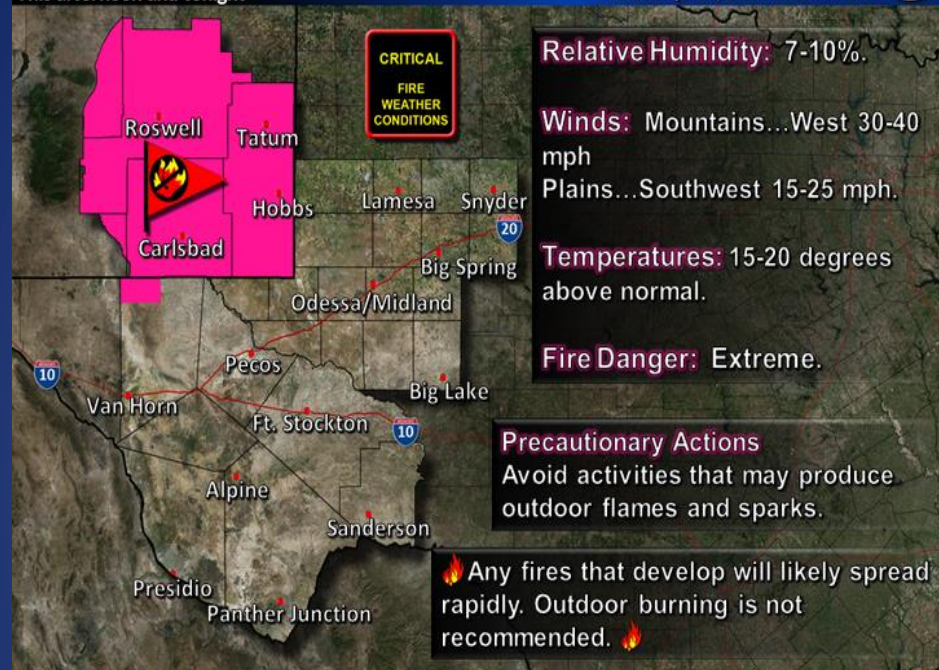 CRITICAL
FIRE
WEATHER
CONDITIONS
Relative Humidity: 7-10%.
Winds: Mountains...West 30-40
mph
Plains...Southwest 15-25 mph.
Temperatures: 15-20 degrees
above normal.
Fire Danger: Extreme.
Roswell
Tatum
Hobbs
Carlsbad
Lamesa
Snyder
20
Big Spring
Odessa/Midland
Pecos
10
Van Horn
Big Lake
Ft. Stockton
10
Alpine
Sanderson
Presidio
Panther Junction
Precautionary Actions
Avoid activities that may produce
outdoor flames and sparks.
Any fires that develop will likely spread
rapidly. Outdoor burning is not
recommended.